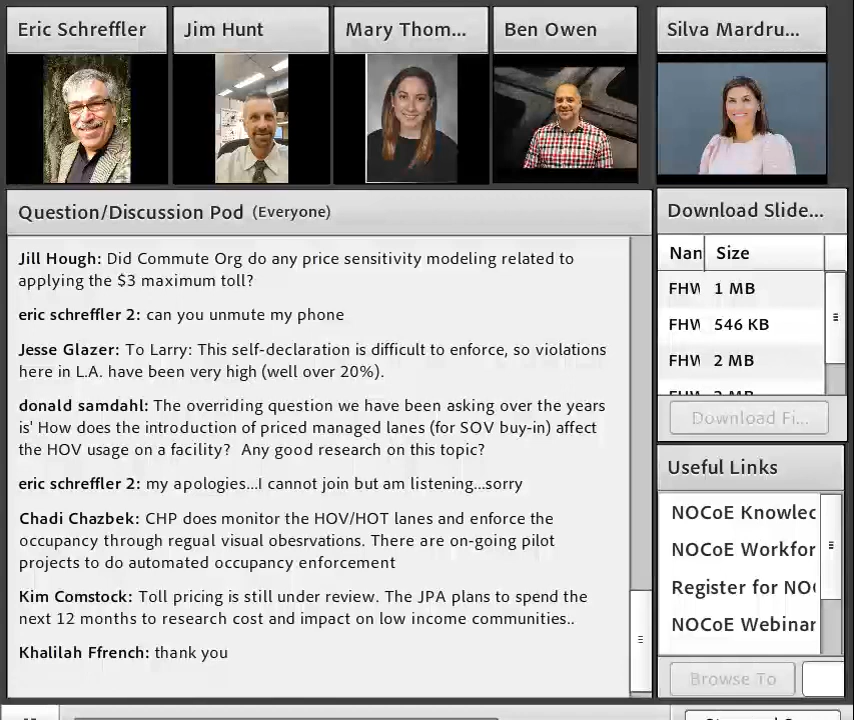 Eric Schreffler
Jim Hunt
Mary Thom...
Ben Owen
Silva Mardru...
Question/Discussion Pod (Everyone)
Jill Hough: Did Commute Org do any price sensitivity modeling related to
applying the $3 maximum toll?
eric schreffler 2: can you unmute my phone
Jesse Glazer: To Larry: This self-declaration is difficult to enforce, so violations
here in L.A. have been very high (well over 20%).
donald samdahl: The overriding question we have been asking over the years
is' How does the introduction of priced managed lanes (for SOV buy-in) affect
the HOV usage on a facility?  Any good research on this topic?
eric schreffler 2: my apologies...I cannot join but am listening...sorry
Chadi Chazbek: CHP does monitor the HOV/HOT lanes and enforce the
occupancy through regual visual obesrvations. There are on-going pilot
projects to do automated occupancy enforcement
Kim Comstock: Toll pricing is still under review. The JPA plans to spend the
next 12 months to research cost and impact on low income communities..
Khalilah Ffrench: thank you
Download Slide...
Nan Size
FHW 1 MB
FHW 546 KB
FHW 2 MB
Download Fi...
Useful Links
NOCoE Knowlec
NOCoE Workfor
Register for NO
NOCoE Webinar
Browse To